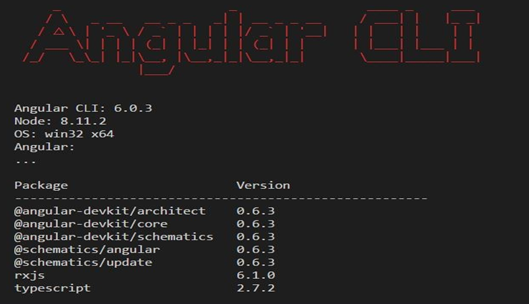 Angular CLI
Angular CLI: 6.0.3
Node: 8.11.2
OS: win32 x64
Angular:
...
Package Version
------------------------------------------------------
@angular-devkit/architect 0.6.3
@angular-devkit/core 0.6.3
@angular-devkit/schematics 0.6.3
@schematics/angular 0.6.3
@schematics/update 0.6.3
rxjs 6.1.0
typescript 2.7.2